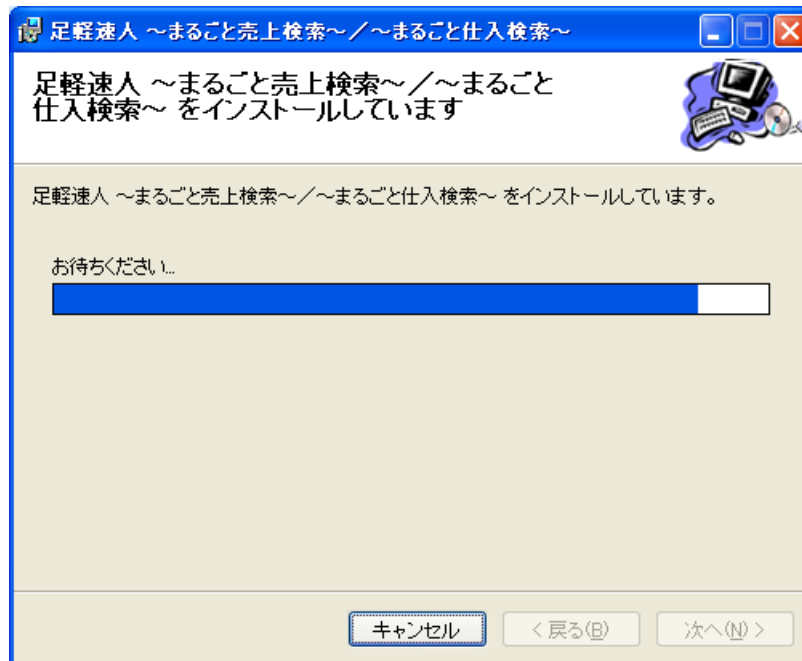 足軽速人 ～まるごと売上検索～／～まるごと仕入検索～
足軽速人 ～まるごと売上検索～／～まるごと
仕入検索～ をインストールしています
足軽速人 ～まるごと売上検索～／～まるごと仕入検索～ をインストールしています。
お待ちください...
キャンセル
< 戻る(B)
次へ(N) >